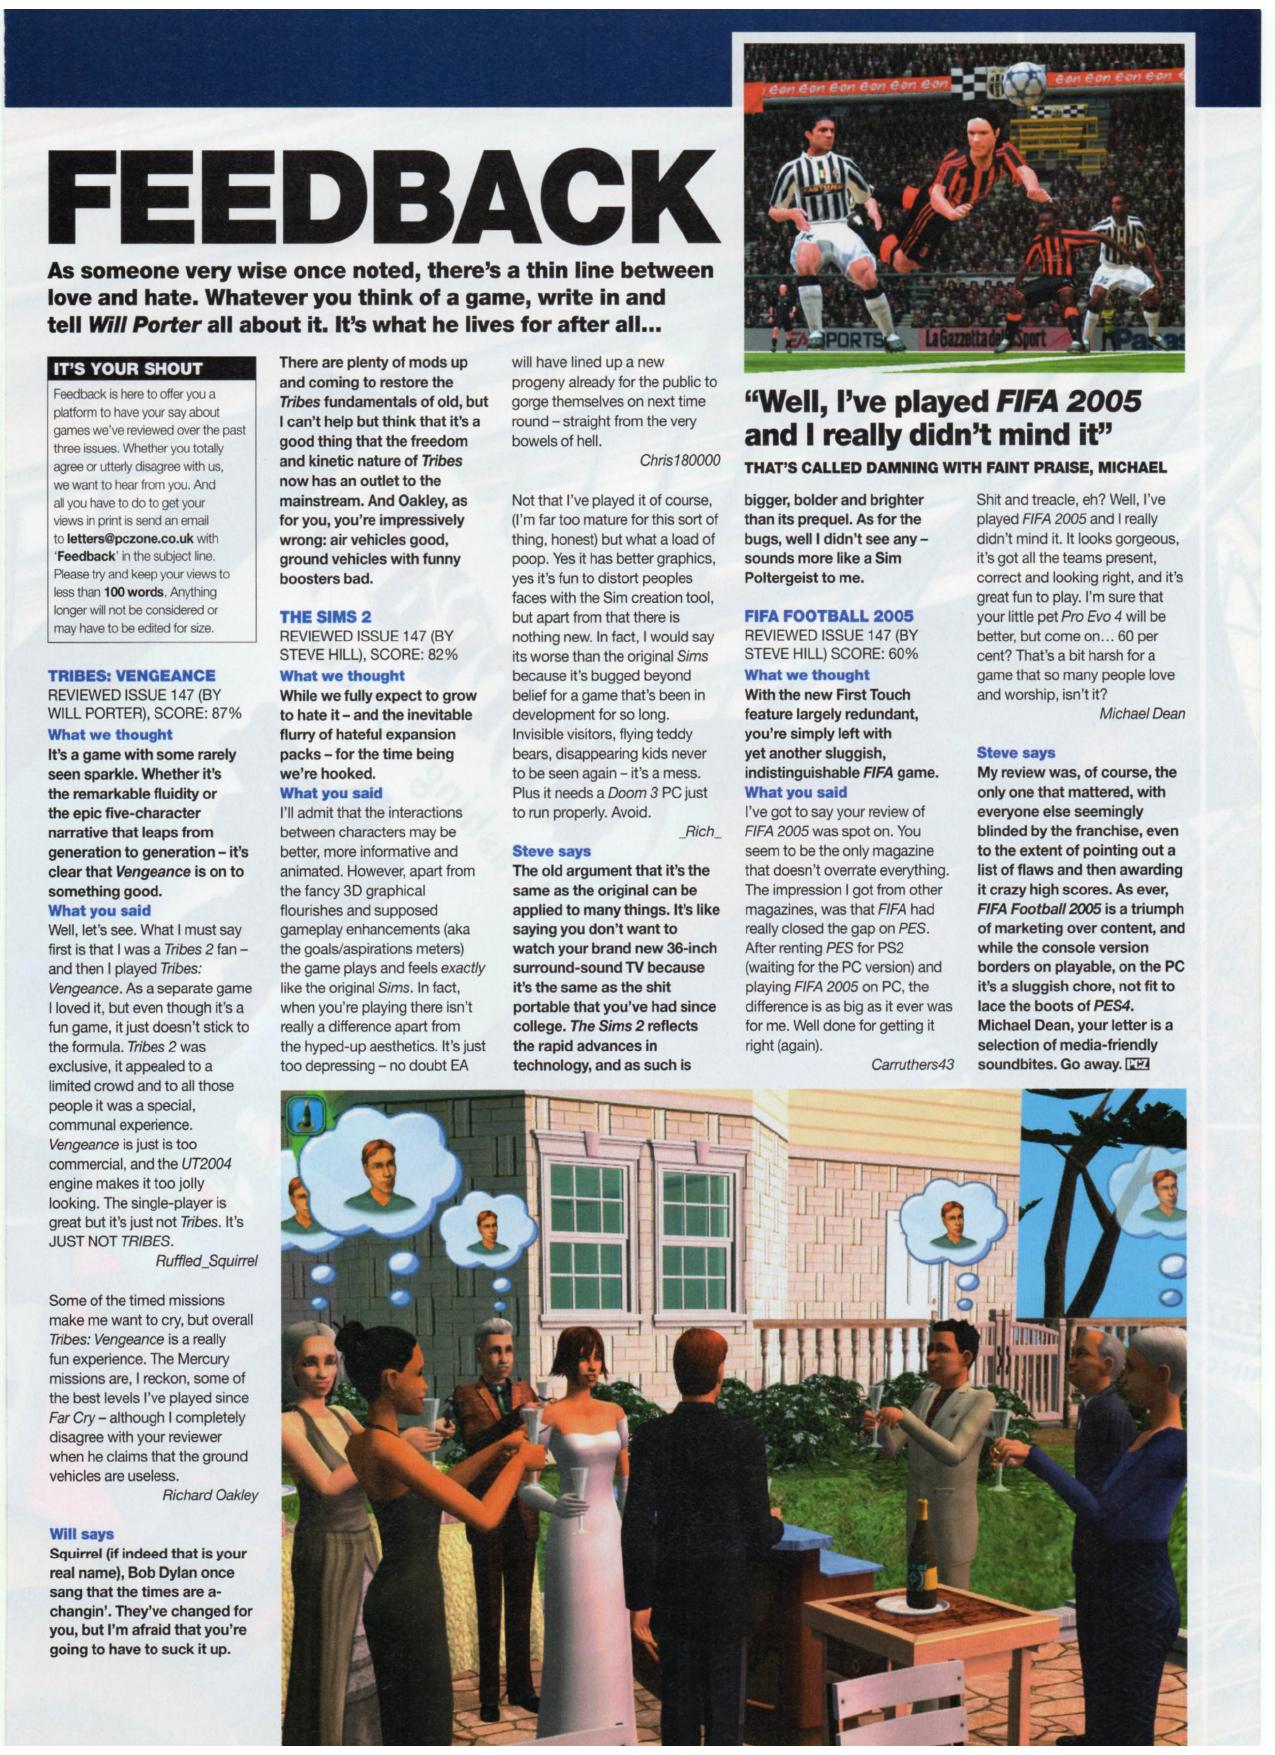 FEEDBACK
As someone very wise once noted, there's a thin line between
love and hate. Whatever you think of a game, write in and
tell Will Porter all about it. It's what he lives for after all...
IT'S YOUR SHOUT
Feedback is here to offer you a
platform to have your say about
games we've reviewed over the past
three issues. Whether you totally
agree or utterly disagree with us,
we want to hear from you. And
all you have to do to get your
views in print is send an email
to letters@pczone.co.uk with
'Feedback' in the subject line.
Please try and keep your views to
less than 100 words. Anything
longer will not be considered or
may have to be edited for size.
TRIBES: VENGEANCE
REVIEWED ISSUE 147 (BY
WILL PORTER), SCORE: 87%
What we thought
It's a game with some rarely
seen sparkle. Whether it's
the remarkable fluidity or
the epic five-character
narrative that leaps from
generation to generation – it's
clear that Vengeance is on to
something good.
What you said
Well, let's see. What I must say
first is that I was a Tribes 2 fan –
and then I played Tribes:
Vengeance. As a separate game
I loved it, but even though it's a
fun game, it just doesn't stick to
the formula. Tribes 2 was
exclusive, it appealed to a
limited crowd and to all those
people it was a special,
communal experience.
Vengeance is just is too
commercial, and the UT2004
engine makes it too jolly
looking. The single-player is
great but it's just not Tribes. It's
JUST NOT TRIBES.
Ruffled_Squirrel
Some of the timed missions
make me want to cry, but overall
Tribes: Vengeance is a really
fun experience. The Mercury
missions are, I reckon, some of
the best levels I've played since
Far Cry – although I completely
disagree with your reviewer
when he claims that the ground
vehicles are useless.
Richard Oakley
Will says
Squirrel (if indeed that is your
real name), Bob Dylan once
sang that the times are a-
changin'. They've changed for
you, but I'm afraid that you're
going to have to suck it up.
There are plenty of mods up
and coming to restore the
Tribes fundamentals of old, but
I can't help but think that it's a
good thing that the freedom
and kinetic nature of Tribes
now has an outlet to the
mainstream. And Oakley, as
for you, you're impressively
wrong: air vehicles good,
ground vehicles with funny
boosters bad.
THE SIMS 2
REVIEWED ISSUE 147 (BY
STEVE HILL), SCORE: 82%
What we thought
While we fully expect to grow
to hate it – and the inevitable
flurry of hateful expansion
packs – for the time being
we're hooked.
What you said
I'll admit that the interactions
between characters may be
better, more informative and
animated. However, apart from
the fancy 3D graphical
flourishes and supposed
gameplay enhancements (aka
the goals/aspirations meters)
the game plays and feels exactly
like the original Sims. In fact,
when you're playing there isn't
really a difference apart from
the hyped-up aesthetics. It's just
too depressing – no doubt EA
will have lined up a new
progeny already for the public to
gorge themselves on next time
round – straight from the very
bowels of hell.
Chris180000
Not that I've played it of course,
(I'm far too mature for this sort of
thing, honest) but what a load of
poop. Yes it has better graphics,
yes it's fun to distort peoples
faces with the Sim creation tool,
but apart from that there is
nothing new. In fact, I would say
its worse than the original Sims
because it's bugged beyond
belief for a game that's been in
development for so long.
Invisible visitors, flying teddy
bears, disappearing kids never
to be seen again – it's a mess.
Plus it needs a Doom 3 PC just
to run properly. Avoid.
_Rich_
Steve says
The old argument that it's the
same as the original can be
applied to many things. It's like
saying you don't want to
watch your brand new 36-inch
surround-sound TV because
it's the same as the shit
portable that you've had since
college. The Sims 2 reflects
the rapid advances in
technology, and as such is
e·on e·on e·on e·on e·on
e·on e·on e·on e·on
EA SPORTS
La Gazzetta dello Sport
"Well, I've played FIFA 2005
and I really didn't mind it"
THAT'S CALLED DAMNING WITH FAINT PRAISE, MICHAEL
bigger, bolder and brighter
than its prequel. As for the
bugs, well I didn't see any –
sounds more like a Sim
Poltergeist to me.
FIFA FOOTBALL 2005
REVIEWED ISSUE 147 (BY
STEVE HILL) SCORE: 60%
What we thought
With the new First Touch
feature largely redundant,
you're simply left with
yet another sluggish,
indistinguishable FIFA game.
What you said
I've got to say your review of
FIFA 2005 was spot on. You
seem to be the only magazine
that doesn't overrate everything.
The impression I got from other
magazines, was that FIFA had
really closed the gap on PES.
After renting PES for PS2
(waiting for the PC version) and
playing FIFA 2005 on PC, the
difference is as big as it ever was
for me. Well done for getting it
right (again).
Carruthers43
Shit and treacle, eh? Well, I've
played FIFA 2005 and I really
didn't mind it. It looks gorgeous,
it's got all the teams present,
correct and looking right, and it's
great fun to play. I'm sure that
your little pet Pro Evo 4 will be
better, but come on... 60 per
cent? That's a bit harsh for a
game that so many people love
and worship, isn't it?
Michael Dean
Steve says
My review was, of course, the
only one that mattered, with
everyone else seemingly
blinded by the franchise, even
to the extent of pointing out a
list of flaws and then awarding
it crazy high scores. As ever,
FIFA Football 2005 is a triumph
of marketing over content, and
while the console version
borders on playable, on the PC
it's a sluggish chore, not fit to
lace the boots of PES4.
Michael Dean, your letter is a
selection of media-friendly
soundbites. Go away. PCZ